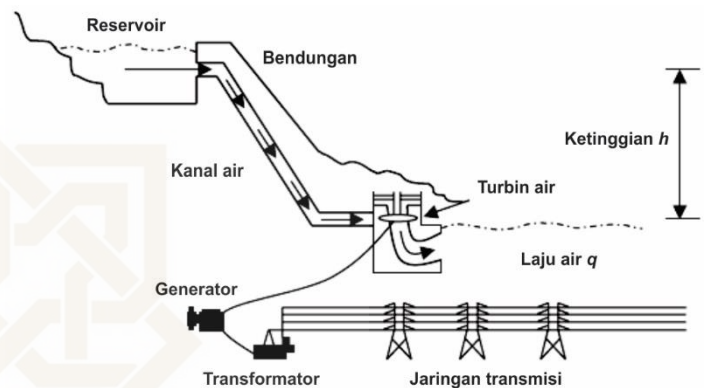 Reservoir
Bendungan
Ketinggian h
Kanal air
Turbin air
Laju air q
Generator
Transformator
Jaringan transmisi